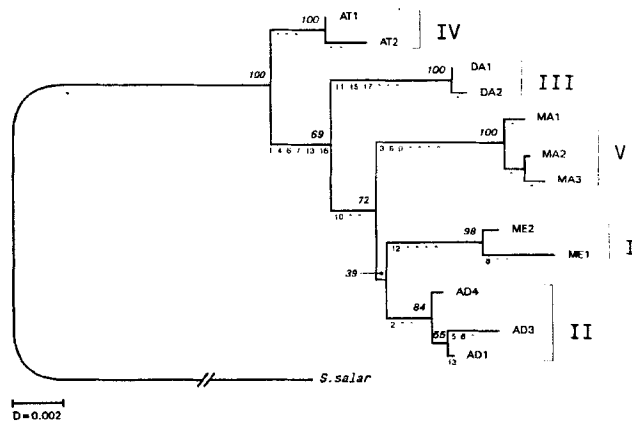 AT1
100
IV
AT2
100
DA1
100
III
11 15 17
DA2
69
MA1
100
1 4 6 7 13 16
3 6 9
MA2
V
MA3
72
10
ME2
98
I
12
39
ME1
8
AD4
84
2
AD3
II
55
5 6
AD1
13
S.salar
D=0.002